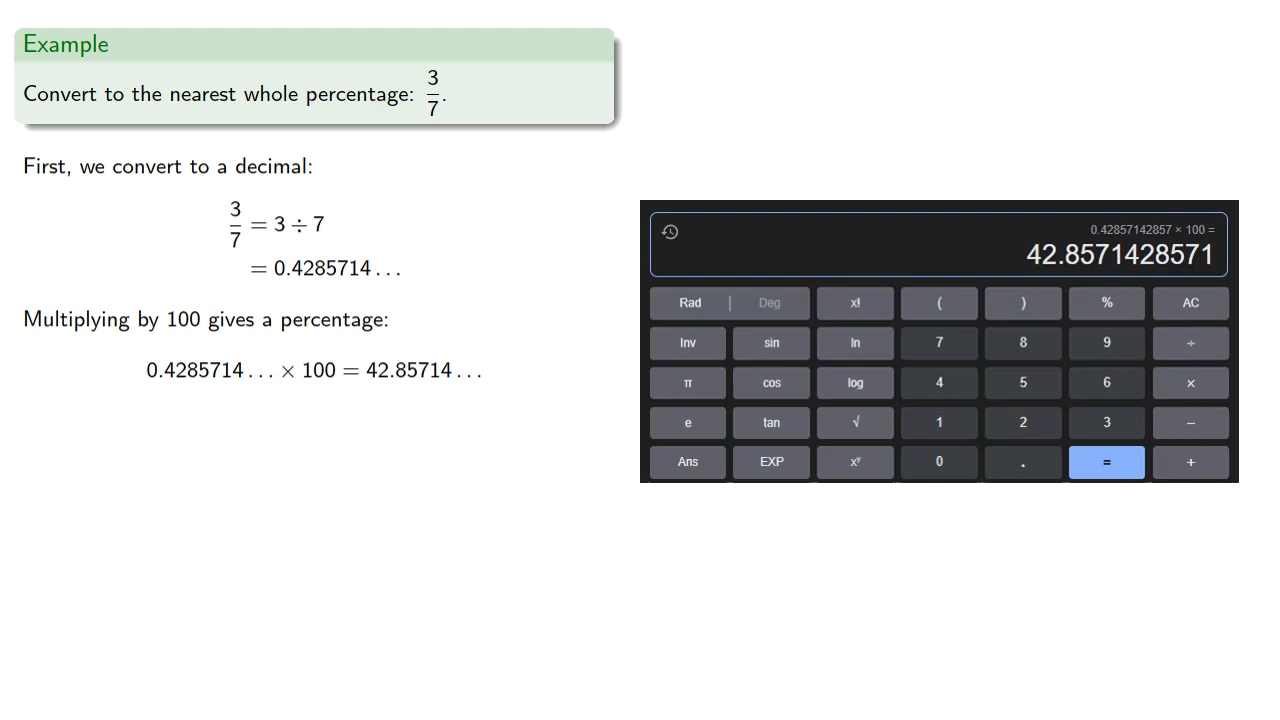 Example
Convert to the nearest whole percentage: 3/7.
First, we convert to a decimal:
3/7 = 3 ÷ 7
= 0.4285714...
Multiplying by 100 gives a percentage:
0.4285714... × 100 = 42.85714...
0.42857142857 × 100 =
42.8571428571
Rad | Deg x! ( ) % AC
Inv sin ln 7 8 9 ÷
π cos log 4 5 6 ×
e tan √ 1 2 3 −
Ans EXP xʸ 0 . = +